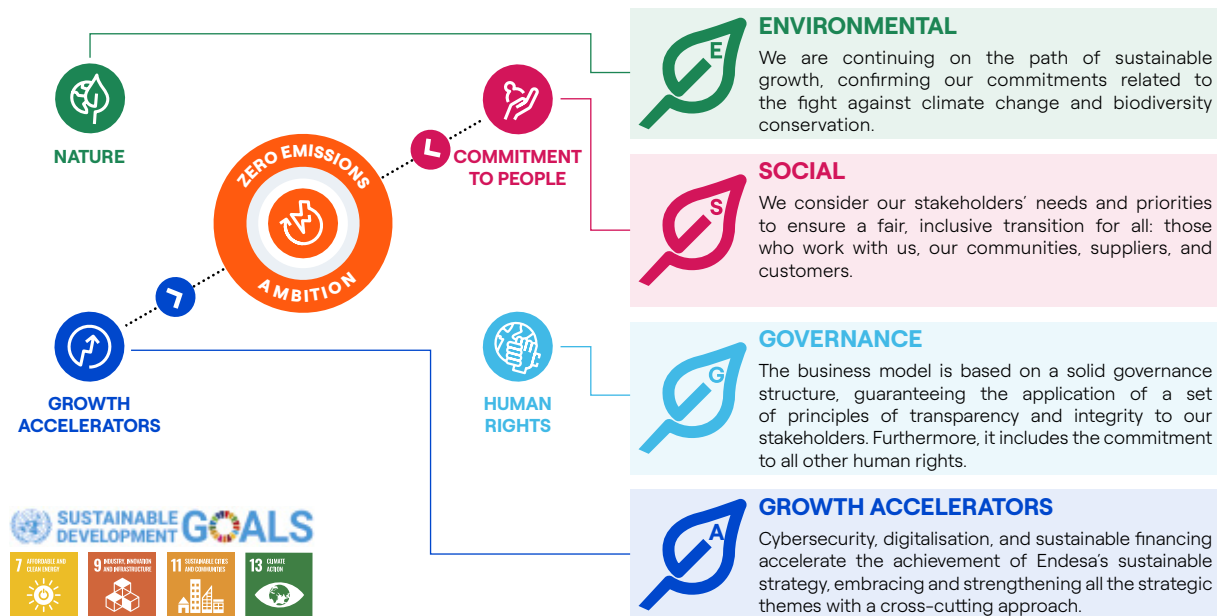 NATURE
ZERO EMISSIONS
AMBITION
COMMITMENT
TO PEOPLE
GROWTH
ACCELERATORS
HUMAN
RIGHTS
SUSTAINABLE
DEVELOPMENT
GOALS
7 AFFORDABLE AND
CLEAN ENERGY
9 INDUSTRY, INNOVATION
AND INFRASTRUCTURE
11 SUSTAINABLE CITIES
AND COMMUNITIES
13 CLIMATE
ACTION
E
ENVIRONMENTAL
We are continuing on the path of sustainable
growth, confirming our commitments related to
the fight against climate change and biodiversity
conservation.
S
SOCIAL
We consider our stakeholders’ needs and priorities
to ensure a fair, inclusive transition for all: those
who work with us, our communities, suppliers, and
customers.
G
GOVERNANCE
The business model is based on a solid governance
structure, guaranteeing the application of a set
of principles of transparency and integrity to our
stakeholders. Furthermore, it includes the commitment
to all other human rights.
A
GROWTH ACCELERATORS
Cybersecurity, digitalisation, and sustainable financing
accelerate the achievement of Endesa’s sustainable
strategy, embracing and strengthening all the strategic
themes with a cross-cutting approach.